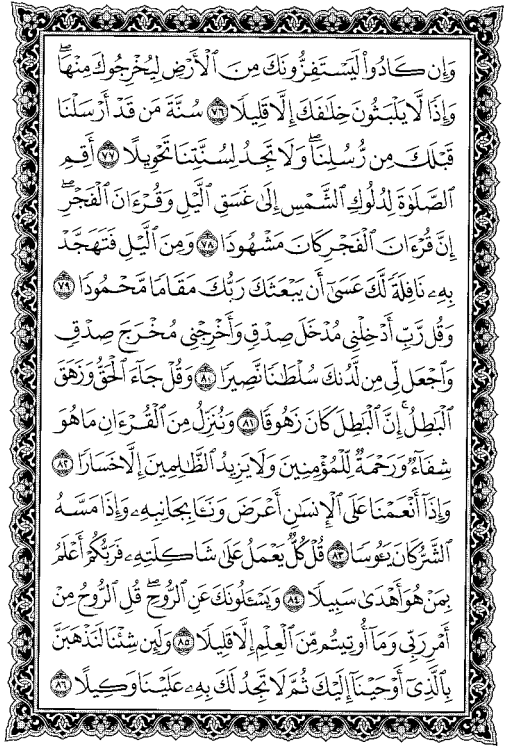 وَإِن كَادُوا۟ لَيَسْتَفِزُّونَكَ مِنَ ٱلْأَرْضِ لِيُخْرِجُوكَ مِنْهَا ۖ
وَإِذًا لَّا يَلْبَثُونَ خِلَٰفَكَ إِلَّا قَلِيلًا ٧٦ سُنَّةَ مَن قَدْ أَرْسَلْنَا
قَبْلَكَ مِن رُّسُلِنَا ۖ وَلَا تَجِدُ لِسُنَّتِنَا تَحْوِيلًا ٧٧ أَقِمِ
ٱلصَّلَوٰةَ لِدُلُوكِ ٱلشَّمْسِ إِلَىٰ غَسَقِ ٱلَّيْلِ وَقُرْءَانَ ٱلْفَجْرِ ۖ
إِنَّ قُرْءَانَ ٱلْفَجْرِ كَانَ مَشْهُودًا ٧٨ وَمِنَ ٱلَّيْلِ فَتَهَجَّدْ
بِهِۦ نَافِلَةً لَّكَ عَسَىٰٓ أَن يَبْعَثَكَ رَبُّكَ مَقَامًا مَّحْمُودًا ٧٩
وَقُل رَّبِّ أَدْخِلْنِى مُدْخَلَ صِدْقٍ وَأَخْرِجْنِى مُخْرَجَ صِدْقٍ
وَٱجْعَل لِّى مِن لَّدُنكَ سُلْطَٰنًا نَّصِيرًا ٨٠ وَقُلْ جَآءَ ٱلْحَقُّ وَزَهَقَ
ٱلْبَٰطِلُ ۚ إِنَّ ٱلْبَٰطِلَ كَانَ زَهُوقًا ٨١ وَنُنَزِّلُ مِنَ ٱلْقُرْءَانِ مَا هُوَ
شِفَآءٌ وَرَحْمَةٌ لِّلْمُؤْمِنِينَ وَلَا يَزِيدُ ٱلظَّٰلِمِينَ إِلَّا خَسَارًا ٨٢
وَإِذَآ أَنْعَمْنَا عَلَى ٱلْإِنسَٰنِ أَعْرَضَ وَنَـَٔا بِجَانِبِهِۦ وَإِذَا مَسَّهُ
ٱلشَّرُّ كَانَ يَـُٔوسًا ٨٣ قُلْ كُلٌّ يَعْمَلُ عَلَىٰ شَاكِلَتِهِۦ فَرَبُّكُمْ أَعْلَمُ
بِمَنْ هُوَ أَهْدَىٰ سَبِيلًا ٨٤ وَيَسْـَٔلُونَكَ عَنِ ٱلرُّوحِ ۖ قُلِ ٱلرُّوحُ مِنْ
أَمْرِ رَبِّى وَمَآ أُوتِيتُم مِّنَ ٱلْعِلْمِ إِلَّا قَلِيلًا ٨٥ وَلَئِن شِئْنَا لَنَذْهَبَنَّ
بِٱلَّذِىٓ أَوْحَيْنَآ إِلَيْكَ ثُمَّ لَا تَجِدُ لَكَ بِهِۦ عَلَيْنَا وَكِيلًا ٨٦